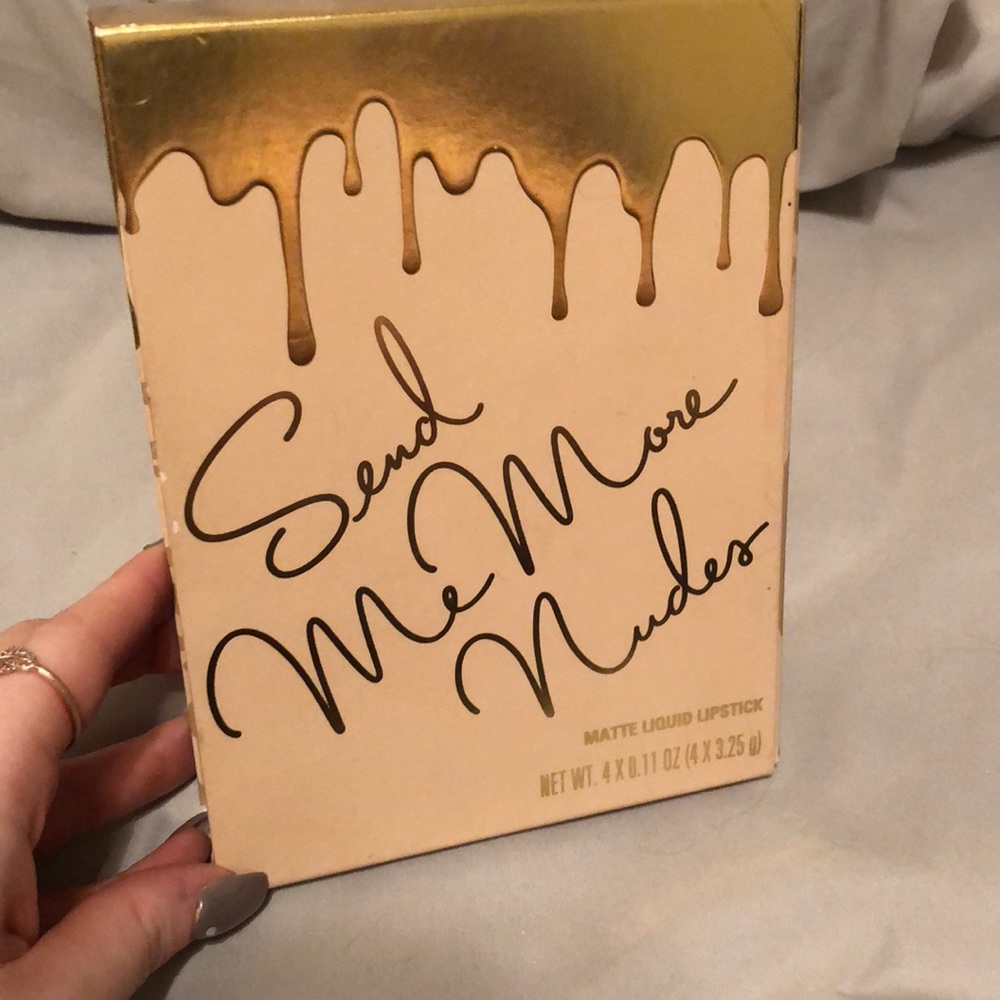 Send
Me More
Nudes
MATTE LIQUID LIPSTICK
NET WT. 4 X 0.11 OZ (4 X 3.25 g)